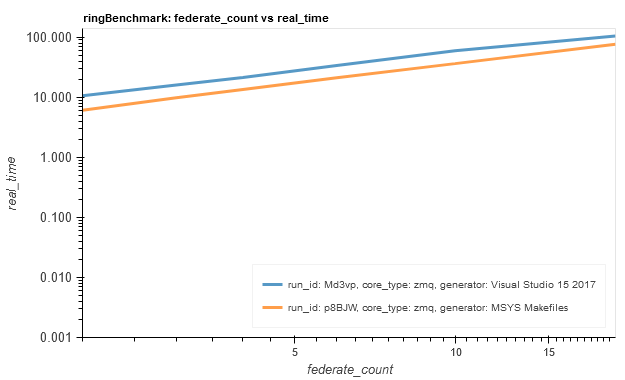 ringBenchmark: federate_count vs real_time
100.000
10.000
1.000
0.100
0.010
0.001
real_time
run_id: Md3vp, core_type: zmq, generator: Visual Studio 15 2017
run_id: p8BJW, core_type: zmq, generator: MSYS Makefiles
5
10
15
federate_count